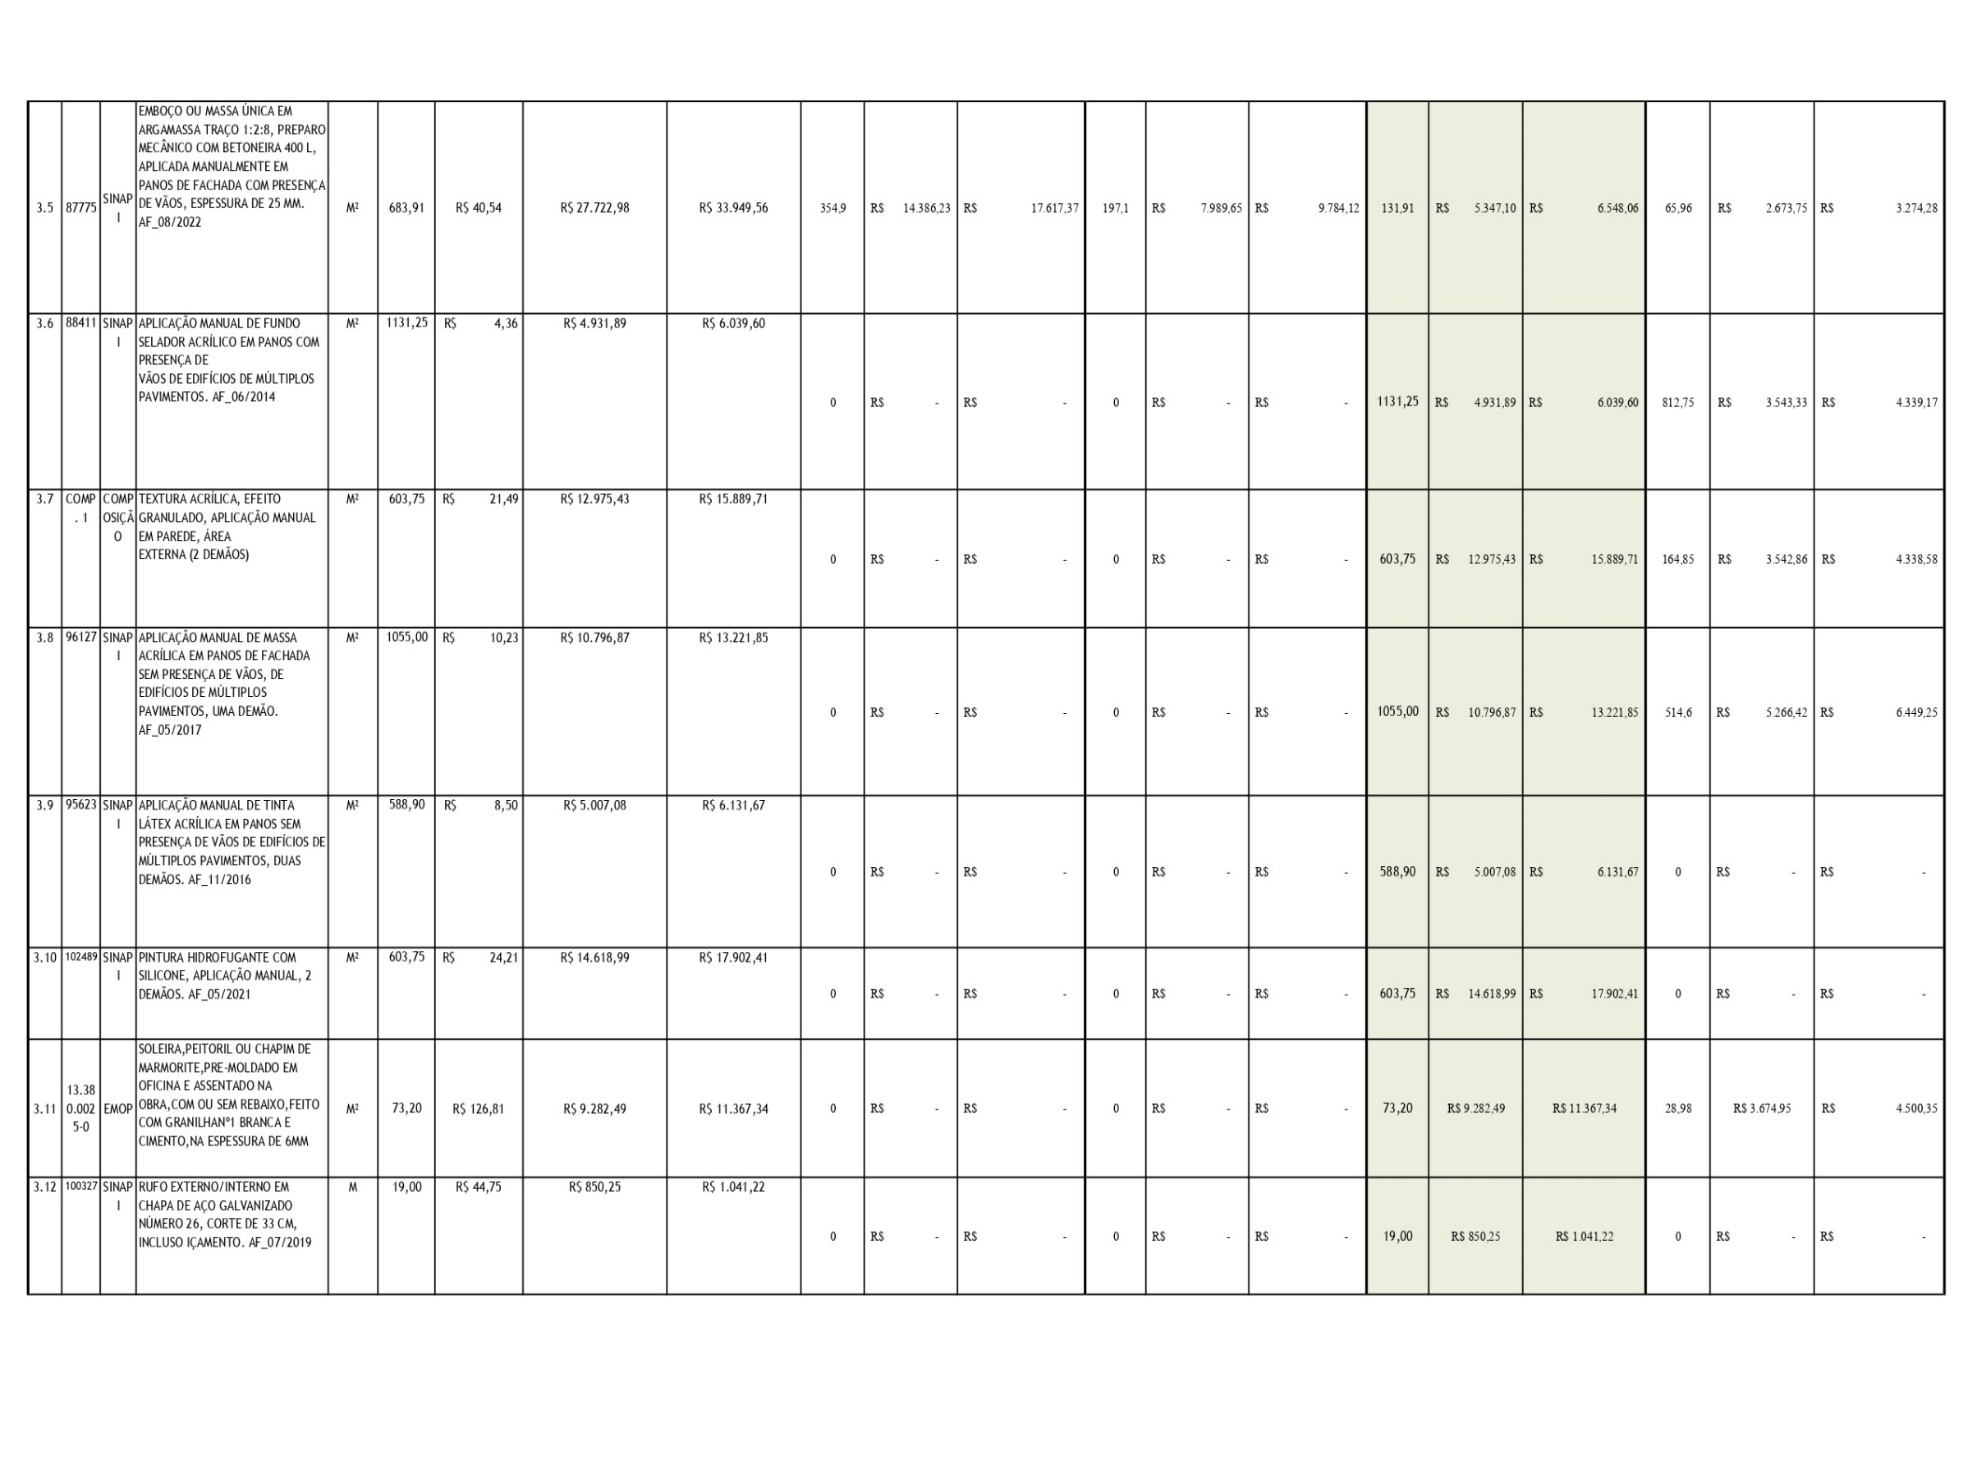 EMBOÇO OU MASSA ÚNICA EM
ARGAMASSA TRAÇO 1:2:8, PREPARO
MECÂNICO COM BETONEIRA 400 L,
APLICADA MANUALMENTE EM
PANOS DE FACHADA COM PRESENÇA
3.5 87775 SINAP I DE VÃOS, ESPESSURA DE 25 MM. M² 683,91 R$ 40,54 R$ 27.722,98 R$ 33.949,56 354,9 R$ 14.386,23 R$ 17.617,37 197,1 R$ 7.989,65 R$ 9.784,12 131,91 R$ 5.347,10 R$ 6.548,06 65,96 R$ 2.673,75 R$ 3.274,28
AF_08/2022
3.6 88411 SINAP APLICAÇÃO MANUAL DE FUNDO M² 1131,25 R$ 4,36 R$ 4.931,89 R$ 6.039,60
I SELADOR ACRÍLICO EM PANOS COM
PRESENÇA DE
VÃOS DE EDIFÍCIOS DE MÚLTIPLOS
PAVIMENTOS. AF_06/2014
0 R$ - R$ - 0 R$ - R$ - 1131,25 R$ 4.931,89 R$ 6.039,60 812,75 R$ 3.543,33 R$ 4.339,17
3.7 COMP COMP TEXTURA ACRÍLICA, EFEITO M² 603,75 R$ 21,49 R$ 12.975,43 R$ 15.889,71
. 1 OSIÇÃ GRANULADO, APLICAÇÃO MANUAL
O EM PAREDE, ÁREA
EXTERNA (2 DEMÃOS)
0 R$ - R$ - 0 R$ - R$ - 603,75 R$ 12.975,43 R$ 15.889,71 164,85 R$ 3.542,86 R$ 4.338,58
3.8 96127 SINAP APLICAÇÃO MANUAL DE MASSA M² 1055,00 R$ 10,23 R$ 10.796,87 R$ 13.221,85
I ACRÍLICA EM PANOS DE FACHADA
SEM PRESENÇA DE VÃOS, DE
EDIFÍCIOS DE MÚLTIPLOS
PAVIMENTOS, UMA DEMÃO.
AF_05/2017
0 R$ - R$ - 0 R$ - R$ - 1055,00 R$ 10.796,87 R$ 13.221,85 514,6 R$ 5.266,42 R$ 6.449,25
3.9 95623 SINAP APLICAÇÃO MANUAL DE TINTA M² 588,90 R$ 8,50 R$ 5.007,08 R$ 6.131,67
I LÁTEX ACRÍLICA EM PANOS SEM
PRESENÇA DE VÃOS DE EDIFÍCIOS DE
MÚLTIPLOS PAVIMENTOS, DUAS
DEMÃOS. AF_11/2016
0 R$ - R$ - 0 R$ - R$ - 588,90 R$ 5.007,08 R$ 6.131,67 0 R$ - R$ -
3.10 102489 SINAP PINTURA HIDROFUGANTE COM M² 603,75 R$ 24,21 R$ 14.618,99 R$ 17.902,41
I SILICONE, APLICAÇÃO MANUAL, 2
DEMÃOS. AF_05/2021
0 R$ - R$ - 0 R$ - R$ - 603,75 R$ 14.618,99 R$ 17.902,41 0 R$ - R$ -
SOLEIRA,PEITORIL OU CHAPIM DE
MARMORITE,PRE-MOLDADO EM
13.38 OFICINA E ASSENTADO NA
3.11 0.002 EMOP OBRA,COM OU SEM REBAIXO,FEITO M² 73,20 R$ 126,81 R$ 9.282,49 R$ 11.367,34 0 R$ - R$ - 0 R$ - R$ - 73,20 R$ 9.282,49 R$ 11.367,34 28,98 R$ 3.674,95 R$ 4.500,35
5-0 COM GRANILHANº1 BRANCA E
CIMENTO,NA ESPESSURA DE 6MM
3.12 100327 SINAP RUFO EXTERNO/INTERNO EM M 19,00 R$ 44,75 R$ 850,25 R$ 1.041,22
I CHAPA DE AÇO GALVANIZADO
NÚMERO 26, CORTE DE 33 CM,
INCLUSO IÇAMENTO. AF_07/2019
0 R$ - R$ - 0 R$ - R$ - 19,00 R$ 850,25 R$ 1.041,22 0 R$ - R$ -